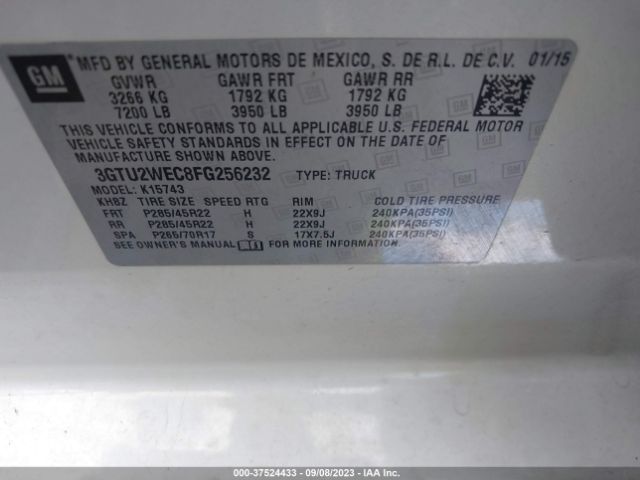 GM
MFD BY GENERAL MOTORS DE MEXICO, S. DE R.L. DE C.V. 01/15
GVWR GAWR FRT GAWR RR
3266 KG 1792 KG 1792 KG
7200 LB 3950 LB 3950 LB
THIS VEHICLE CONFORMS TO ALL APPLICABLE U.S. FEDERAL MOTOR
VEHICLE SAFETY STANDARDS IN EFFECT ON THE DATE OF
MANUFACTURE SHOWN ABOVE.
3GTU2WEC8FG256232 TYPE: TRUCK
MODEL: K15743
KHBZ TIRE SIZE SPEED RTG RIM COLD TIRE PRESSURE
FRT P285/45R22 H 22X9J 240KPA(35PSI)
RR P285/45R22 H 22X9J 240KPA(35PSI)
SPA P265/70R17 S 17X7.5J 240KPA(35PSI)
SEE OWNER'S MANUAL FOR MORE INFORMATION.
000-37524433 - 09/08/2023 - IAA Inc.